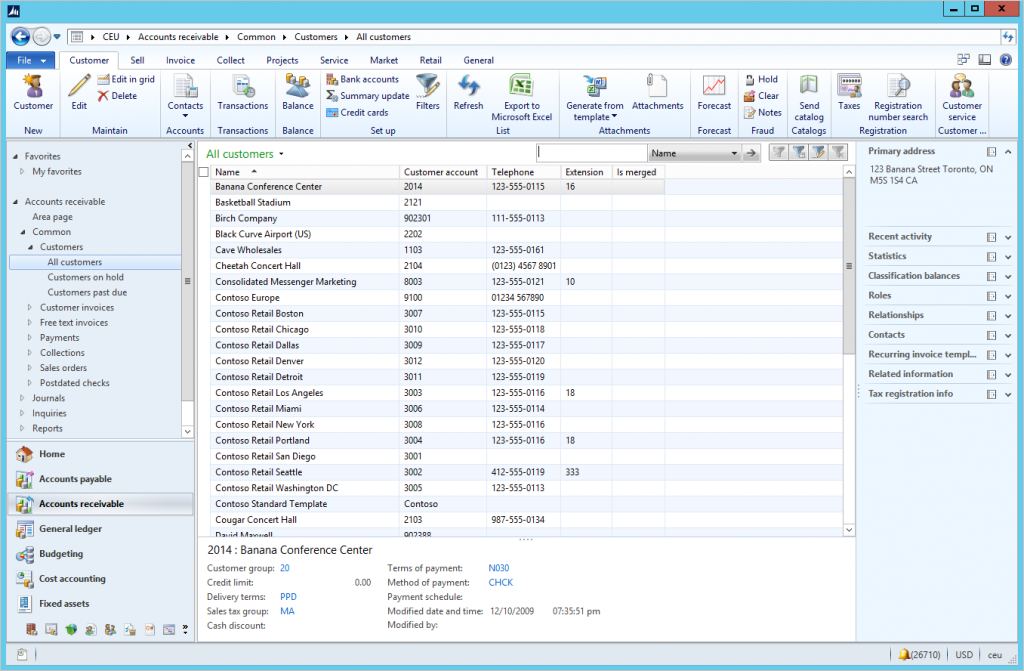 CEU Accounts receivable Common Customers All customers
File Customer Sell Invoice Collect Projects Service Market Retail General
Customer
New
Edit
Edit in grid
Delete
Maintain
Contacts
Accounts
Transactions
Transactions
Balance
Balance
Bank accounts
Summary update
Credit cards
Filters
Set up
Refresh
Export to
Microsoft Excel
List
Generate from
template
Attachments
Attachments
Forecast
Forecast
Hold
Clear
Notes
Fraud
Send
catalog
Catalogs
Taxes
Registration
number search
Registration
Customer
service
Customer ...
Favorites
My favorites
Accounts receivable
Area page
Common
Customers
All customers
Customers on hold
Customers past due
Customer invoices
Free text invoices
Payments
Collections
Sales orders
Postdated checks
Journals
Inquiries
Reports
Home
Accounts payable
Accounts receivable
General ledger
Budgeting
Cost accounting
Fixed assets
All customers
Name
Name Customer account Telephone Extension Is merged
Banana Conference Center 2014 123-555-0115 16
Basketball Stadium 2121
Birch Company 902301 111-555-0113
Black Curve Airport (US) 2202
Cave Wholesales 1103 123-555-0161
Cheetah Concert Hall 2104 (0123) 4567 8901
Consolidated Messenger Marketing 8003 123-555-0121 10
Contoso Europe 9100 01234 567890
Contoso Retail Boston 3007 123-555-0115
Contoso Retail Chicago 3010 123-555-0118
Contoso Retail Dallas 3009 123-555-0117
Contoso Retail Denver 3012 123-555-0120
Contoso Retail Detroit 3011 123-555-0119
Contoso Retail Los Angeles 3003 123-555-0116 18
Contoso Retail Miami 3006 123-555-0114
Contoso Retail New York 3008 123-555-0116
Contoso Retail Portland 3004 123-555-0116 18
Contoso Retail San Diego 3001
Contoso Retail Seattle 3002 412-555-0119 333
Contoso Retail Washington DC 3005 123-555-0113
Contoso Standard Template Contoso
Cougar Concert Hall 2103 987-555-0134
David Maxwell 902388
2014 : Banana Conference Center
Customer group: 20 Terms of payment: N030
Credit limit: 0.00 Method of payment: CHCK
Delivery terms: PPD Payment schedule:
Sales tax group: MA Modified date and time: 12/10/2009 07:35:51 pm
Cash discount: Modified by:
Primary address
123 Banana Street Toronto, ON
M5S 1S4 CA
Recent activity
Statistics
Classification balances
Roles
Relationships
Contacts
Recurring invoice templ...
Related information
Tax registration info
(26710) USD ceu